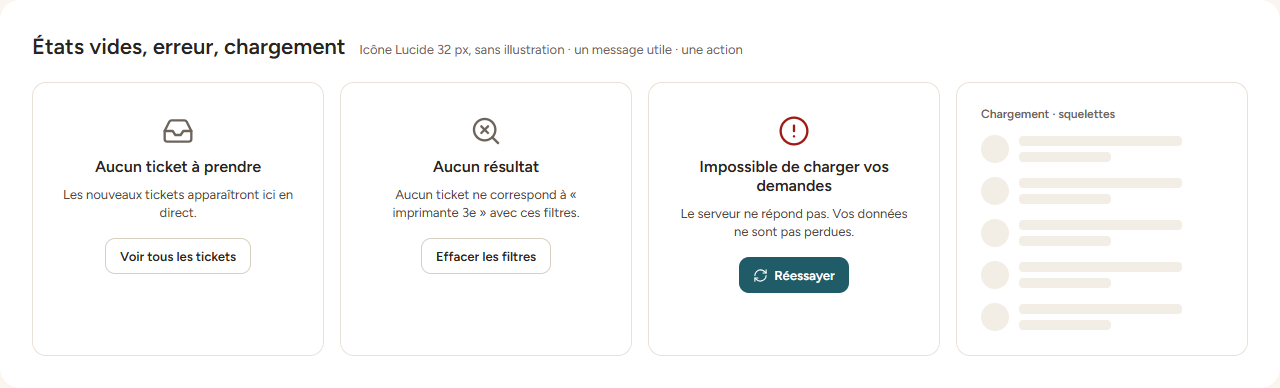 États vides, erreur, chargement
Icône Lucide 32 px, sans illustration · un message utile · une action
Aucun ticket à prendre
Les nouveaux tickets apparaîtront ici en
direct.
Voir tous les tickets
Aucun résultat
Aucun ticket ne correspond à «
imprimante 3e » avec ces filtres.
Effacer les filtres
Impossible de charger vos
demandes
Le serveur ne répond pas. Vos données
ne sont pas perdues.
Réessayer
Chargement · squelettes